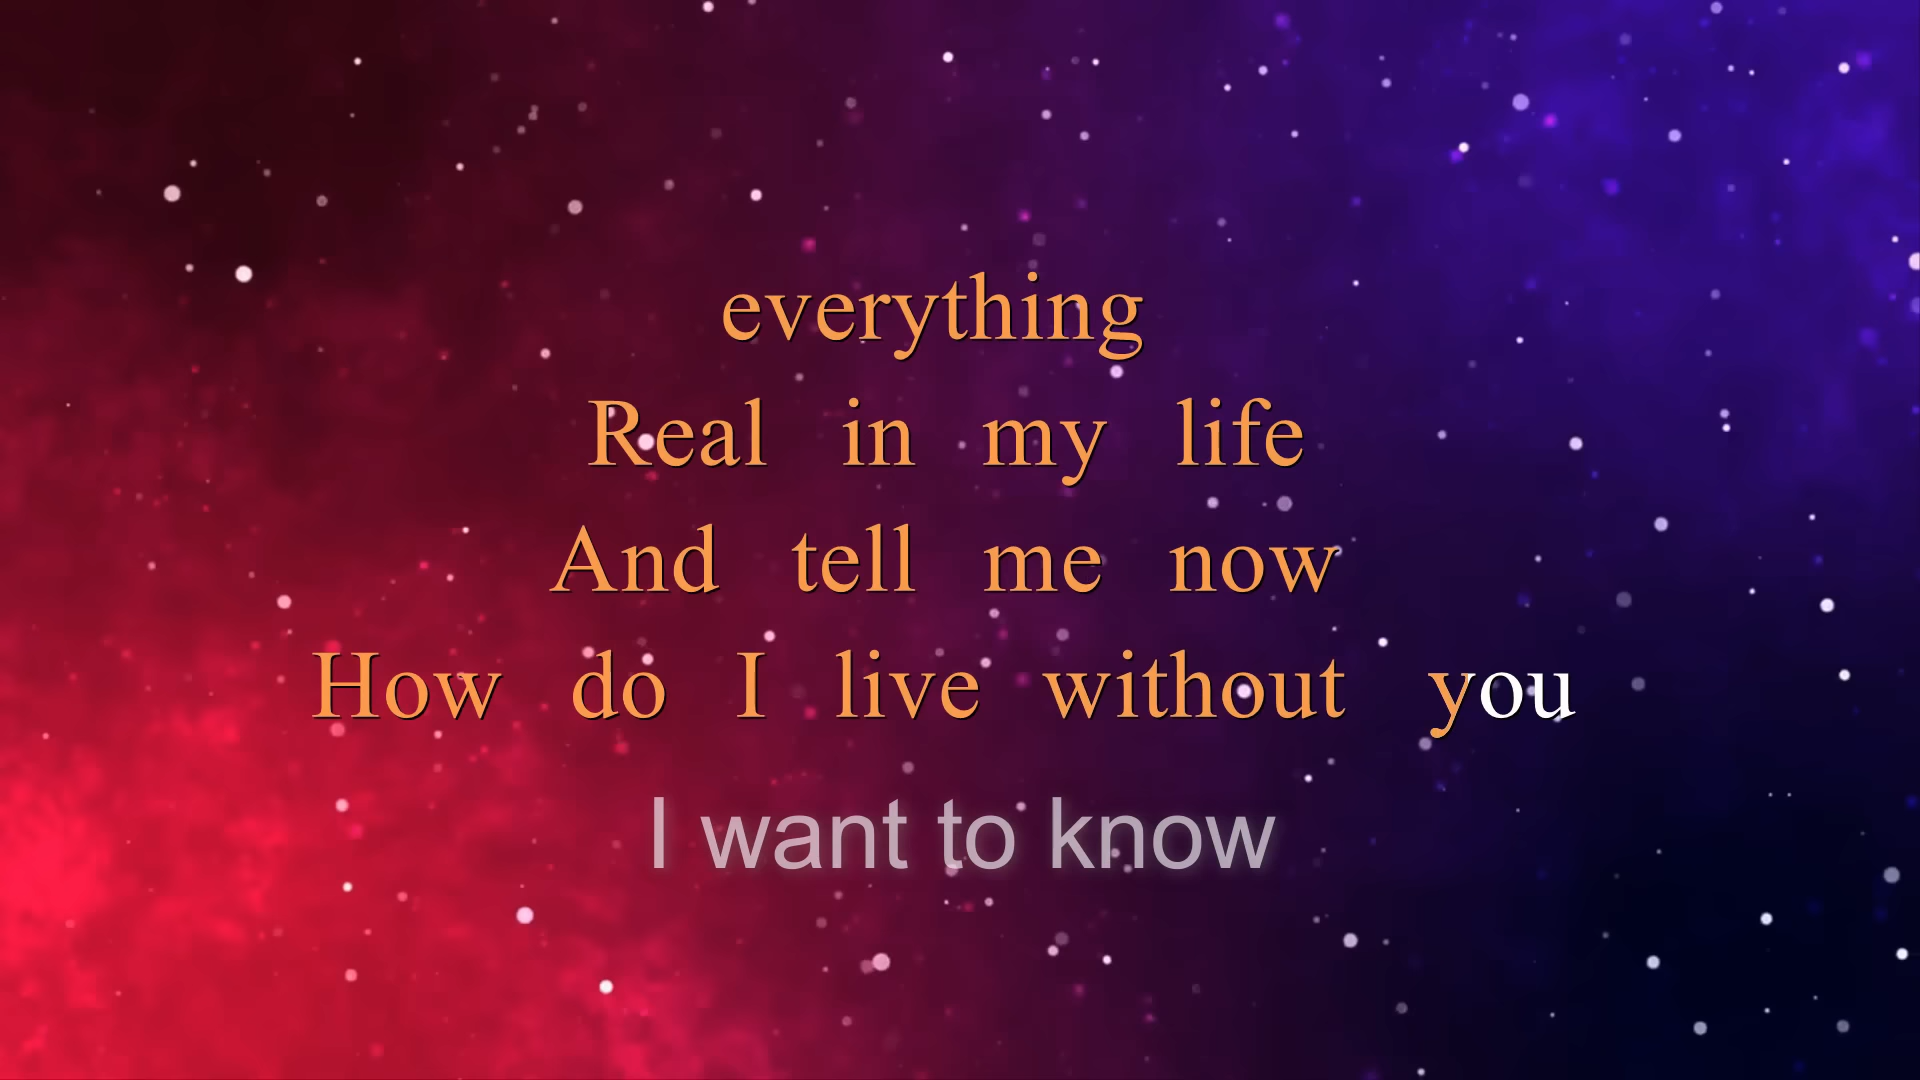 everything
Real in my life
And tell me now
How do I live without you
I want to know